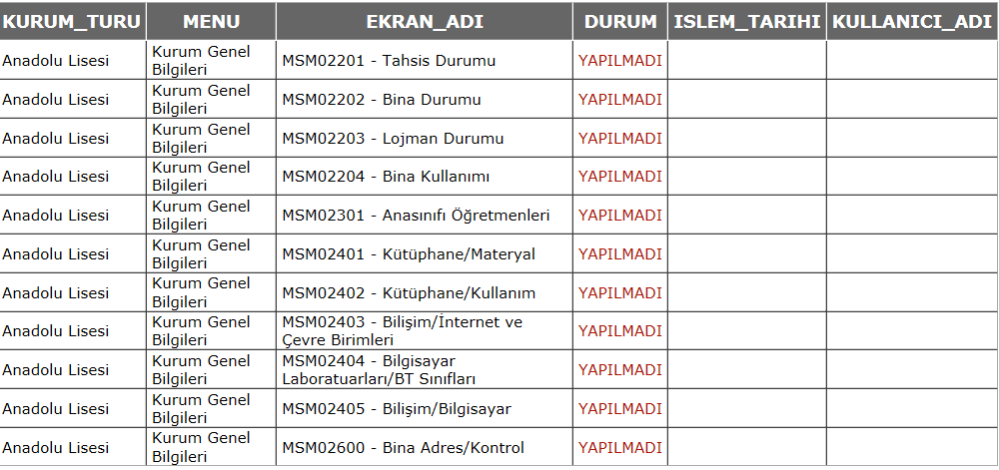 KURUM_TURU MENU EKRAN_ADI DURUM ISLEM_TARIHI KULLANICI_ADI
Anadolu Lisesi Kurum Genel Bilgileri MSM02201 - Tahsis Durumu YAPILMADI
Anadolu Lisesi Kurum Genel Bilgileri MSM02202 - Bina Durumu YAPILMADI
Anadolu Lisesi Kurum Genel Bilgileri MSM02203 - Lojman Durumu YAPILMADI
Anadolu Lisesi Kurum Genel Bilgileri MSM02204 - Bina Kullanımı YAPILMADI
Anadolu Lisesi Kurum Genel Bilgileri MSM02301 - Anasınıfı Öğretmenleri YAPILMADI
Anadolu Lisesi Kurum Genel Bilgileri MSM02401 - Kütüphane/Materyal YAPILMADI
Anadolu Lisesi Kurum Genel Bilgileri MSM02402 - Kütüphane/Kullanım YAPILMADI
Anadolu Lisesi Kurum Genel Bilgileri MSM02403 - Bilişim/İnternet ve Çevre Birimleri YAPILMADI
Anadolu Lisesi Kurum Genel Bilgileri MSM02404 - Bilgisayar Laboratuarları/BT Sınıfları YAPILMADI
Anadolu Lisesi Kurum Genel Bilgileri MSM02405 - Bilişim/Bilgisayar YAPILMADI
Anadolu Lisesi Kurum Genel Bilgileri MSM02600 - Bina Adres/Kontrol YAPILMADI